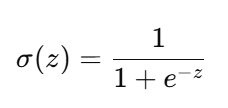 σ(z) = 1 / (1 + e^{-z})